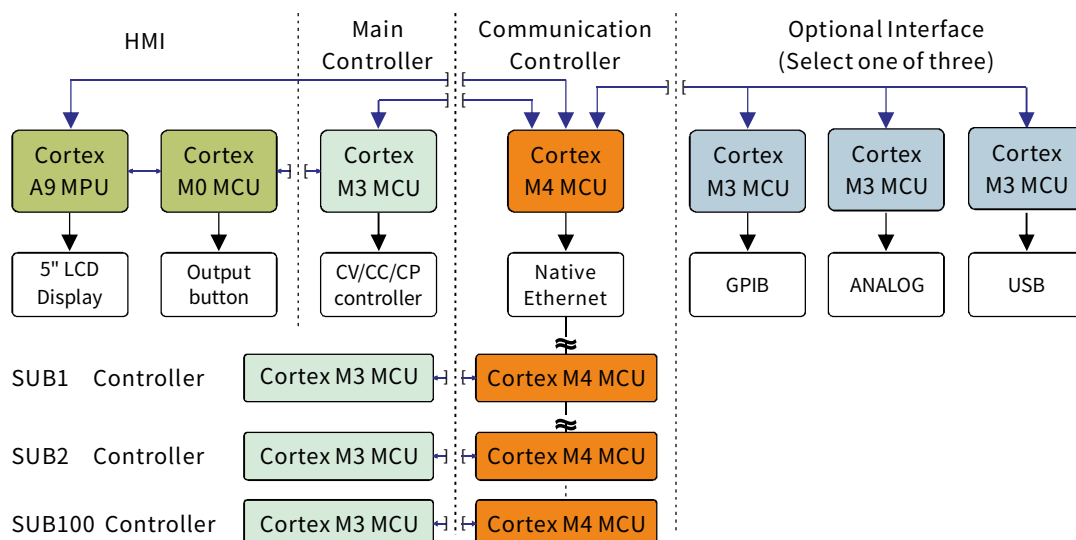 HMI
Main
Controller
Communication
Controller
Optional Interface
(Select one of three)
Cortex
A9 MPU
Cortex
M0 MCU
Cortex
M3 MCU
Cortex
M4 MCU
Cortex
M3 MCU
Cortex
M3 MCU
Cortex
M3 MCU
5" LCD
Display
Output
button
CV/CC/CP
controller
Native
Ethernet
GPIB
ANALOG
USB
SUB1 Controller
Cortex M3 MCU
Cortex M4 MCU
SUB2 Controller
Cortex M3 MCU
Cortex M4 MCU
SUB100 Controller
Cortex M3 MCU
Cortex M4 MCU